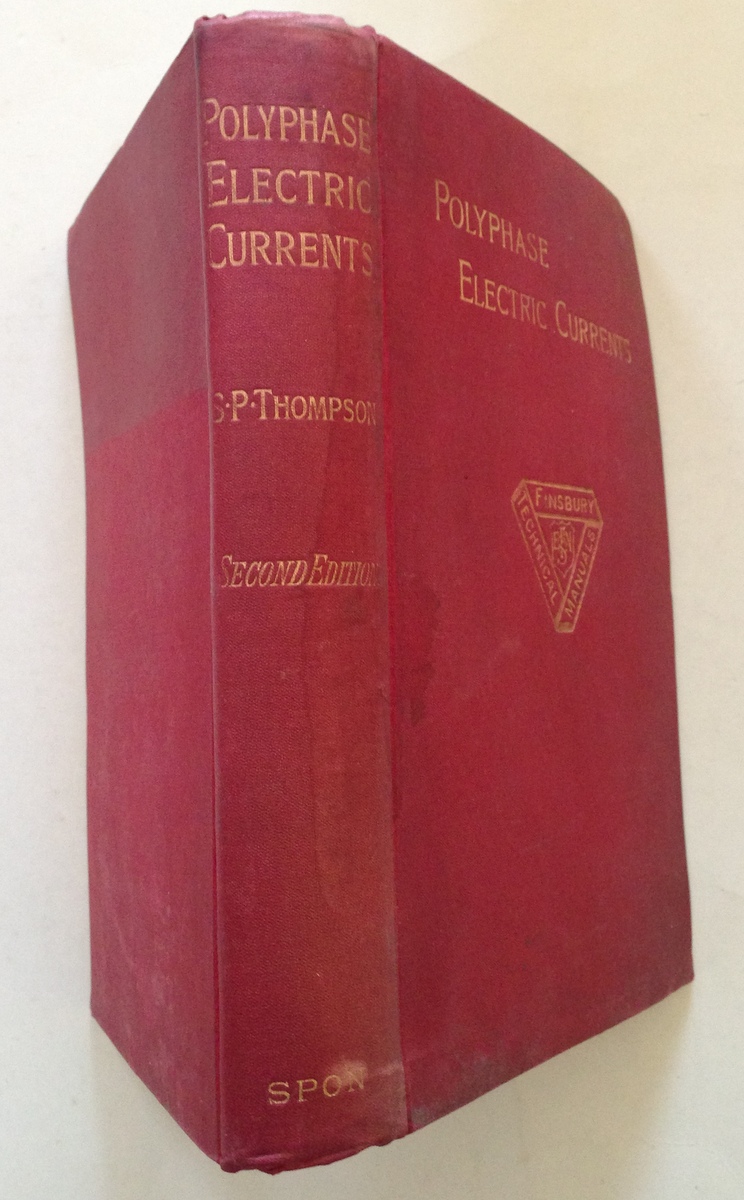 POLYPHASE
ELECTRIC
CURRENTS
S·P·THOMPSON
SECOND EDITION
SPON
POLYPHASE
ELECTRIC CURRENTS
FINSBURY
TECHNICAL
MANUALS